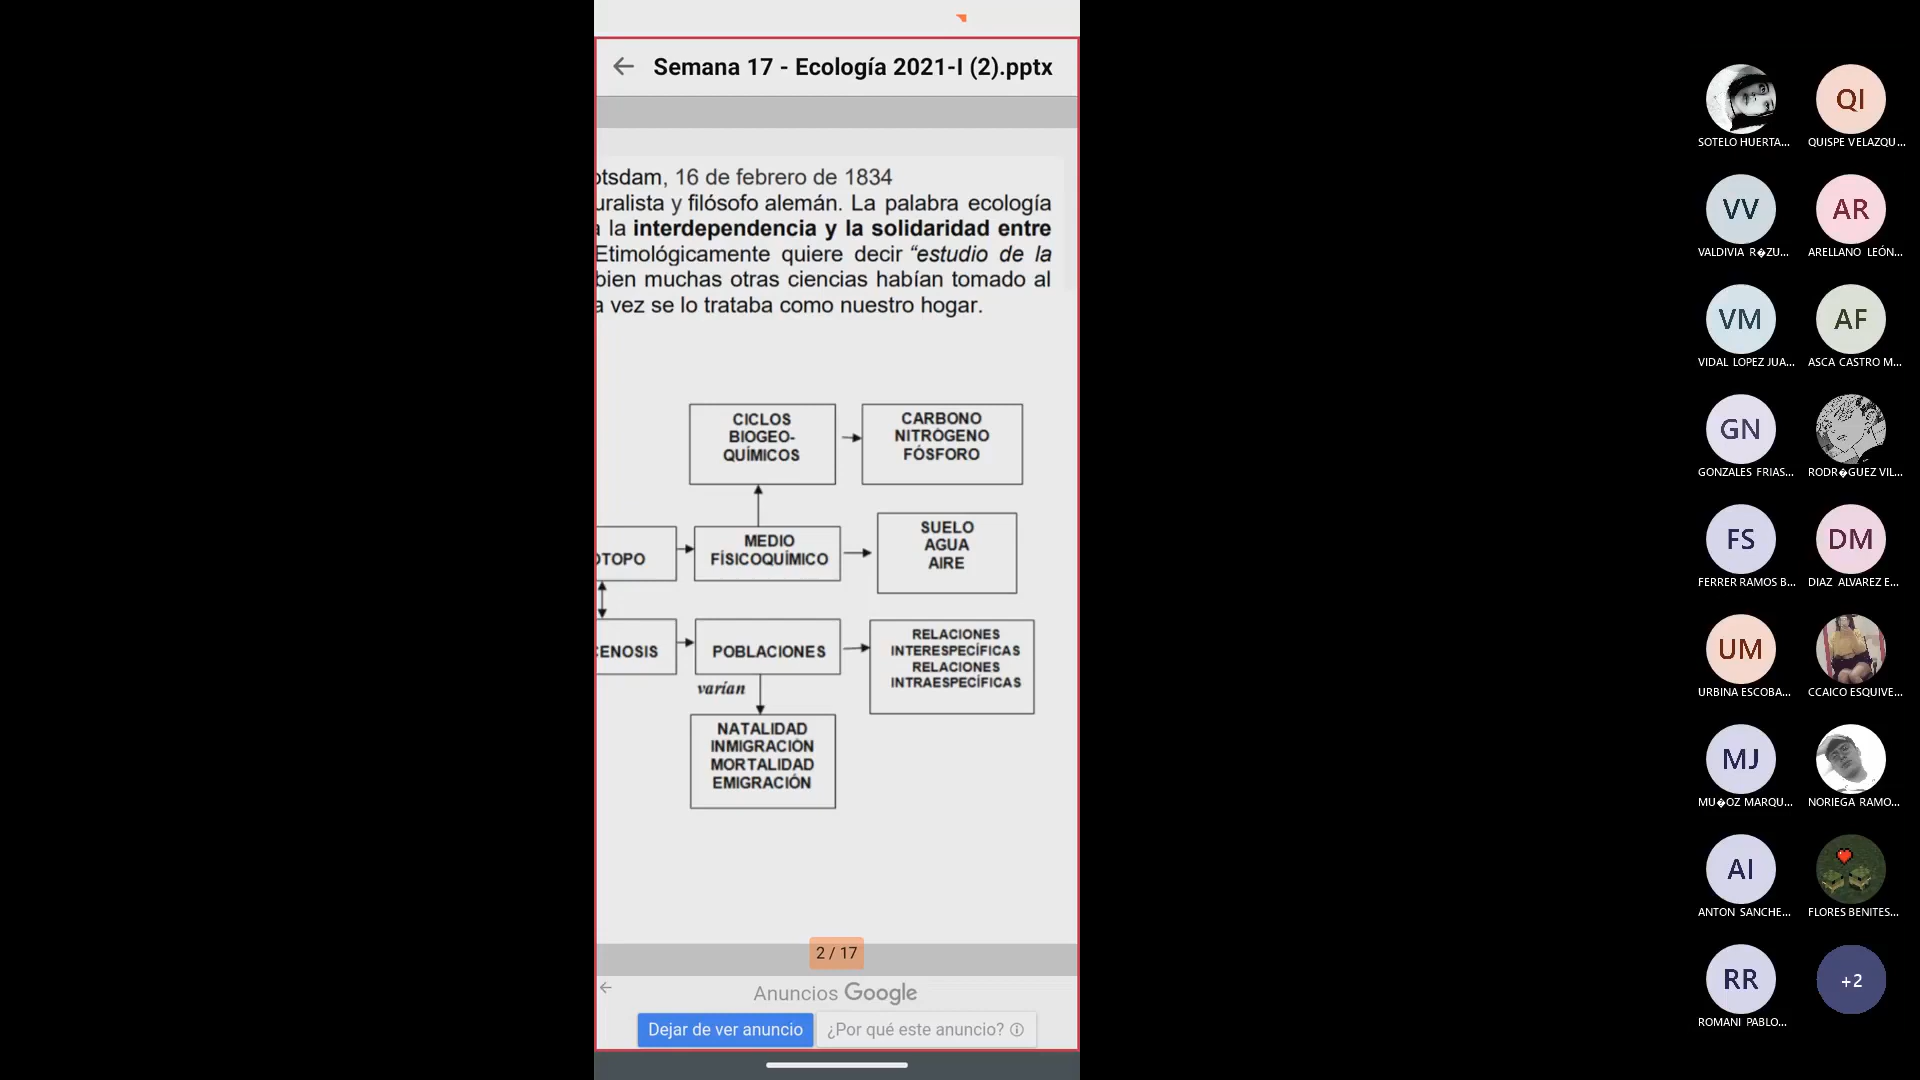 Semana 17 - Ecología 2021-I (2).pptx
otsdam, 16 de febrero de 1834
uralista y filósofo alemán. La palabra ecología
a la interdependencia y la solidaridad entre
Etimológicamente quiere decir “estudio de la
bien muchas otras ciencias habían tomado al
a vez se lo trataba como nuestro hogar.
CICLOS
BIOGEO-
QUÍMICOS
CARBONO
NITRÓGENO
FÓSFORO
OTOPO
MEDIO
FÍSICOQUÍMICO
SUELO
AGUA
AIRE
CENOSIS
POBLACIONES
RELACIONES
INTERESPECÍFICAS
RELACIONES
INTRAESPECÍFICAS
varían
NATALIDAD
INMIGRACIÓN
MORTALIDAD
EMIGRACIÓN
2 / 17
Anuncios Google
Dejar de ver anuncio
¿Por qué este anuncio?
SOTELO HUERTA...
QI
QUISPE VELAZQU...
VV
VALDIVIA R�ZU...
AR
ARELLANO LEÓN...
VM
VIDAL LOPEZ JUA...
AF
ASCA CASTRO M...
GN
GONZALES FRIAS...
RODR�GUEZ VIL...
FS
FERRER RAMOS B...
DM
DIAZ ALVAREZ E...
UM
URBINA ESCOBA...
CCAICO ESQUIVE...
MJ
MU�OZ MARQU...
NORIEGA RAMO...
AI
ANTON SANCHE...
FLORES BENITES...
RR
ROMANI PABLO...
+2